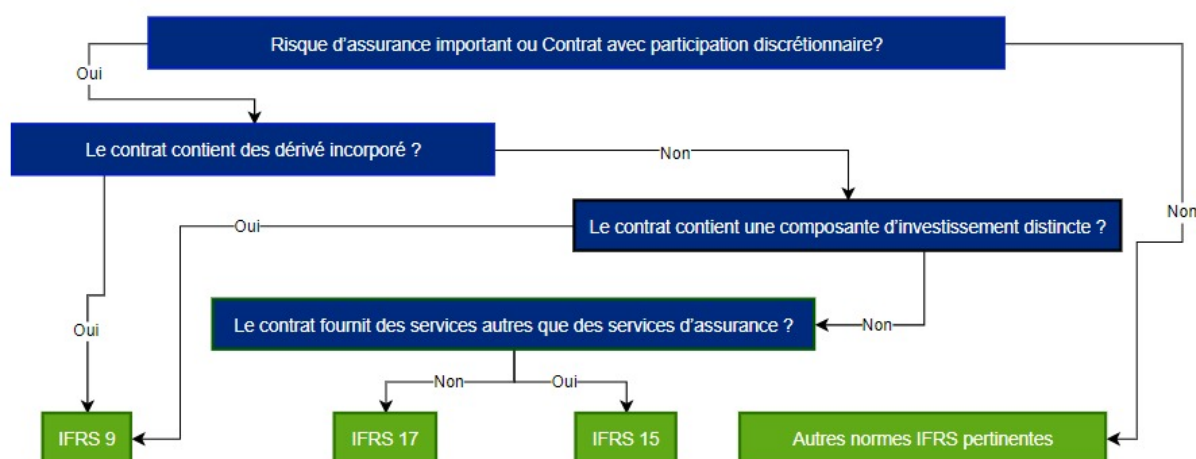 Risque d'assurance important ou Contrat avec participation discrétionnaire?
Oui
Le contrat contient des dérivé incorporé ?
Non
Non
Le contrat contient une composante d'investissement distincte ?
Oui
Oui
Le contrat fournit des services autres que des services d'assurance ?
Non
Non
Oui
IFRS 9
IFRS 17
IFRS 15
Autres normes IFRS pertinentes